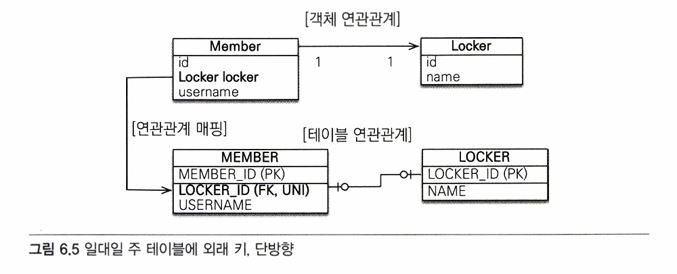 [객체 연관관계]
Member
id
Locker locker
username
1
1
Locker
id
name
[연관관계 매핑]
[테이블 연관관계]
MEMBER
MEMBER_ID (PK)
LOCKER_ID (FK, UNI)
USERNAME
LOCKER
LOCKER_ID (PK)
NAME
그림 6.5 일대일 주 테이블에 외래 키, 단방향